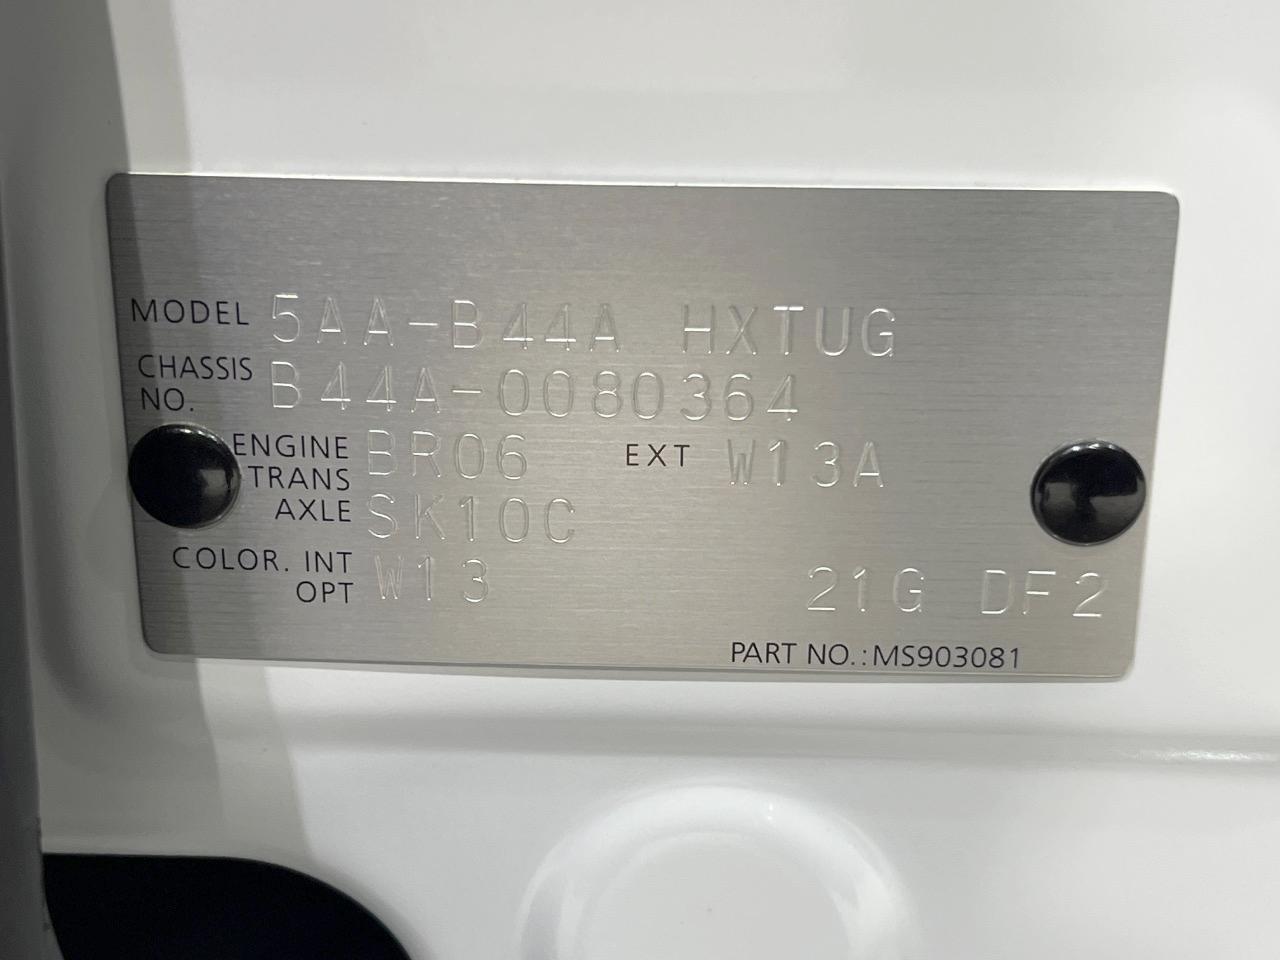 MODEL 5AA-B44A HXTUG
CHASSIS NO. B44A-0080364
ENGINE BR06 EXT W13A
TRANS AXLE SK10C
COLOR. INT OPT W13
21G DF2
PART NO.:MS903081